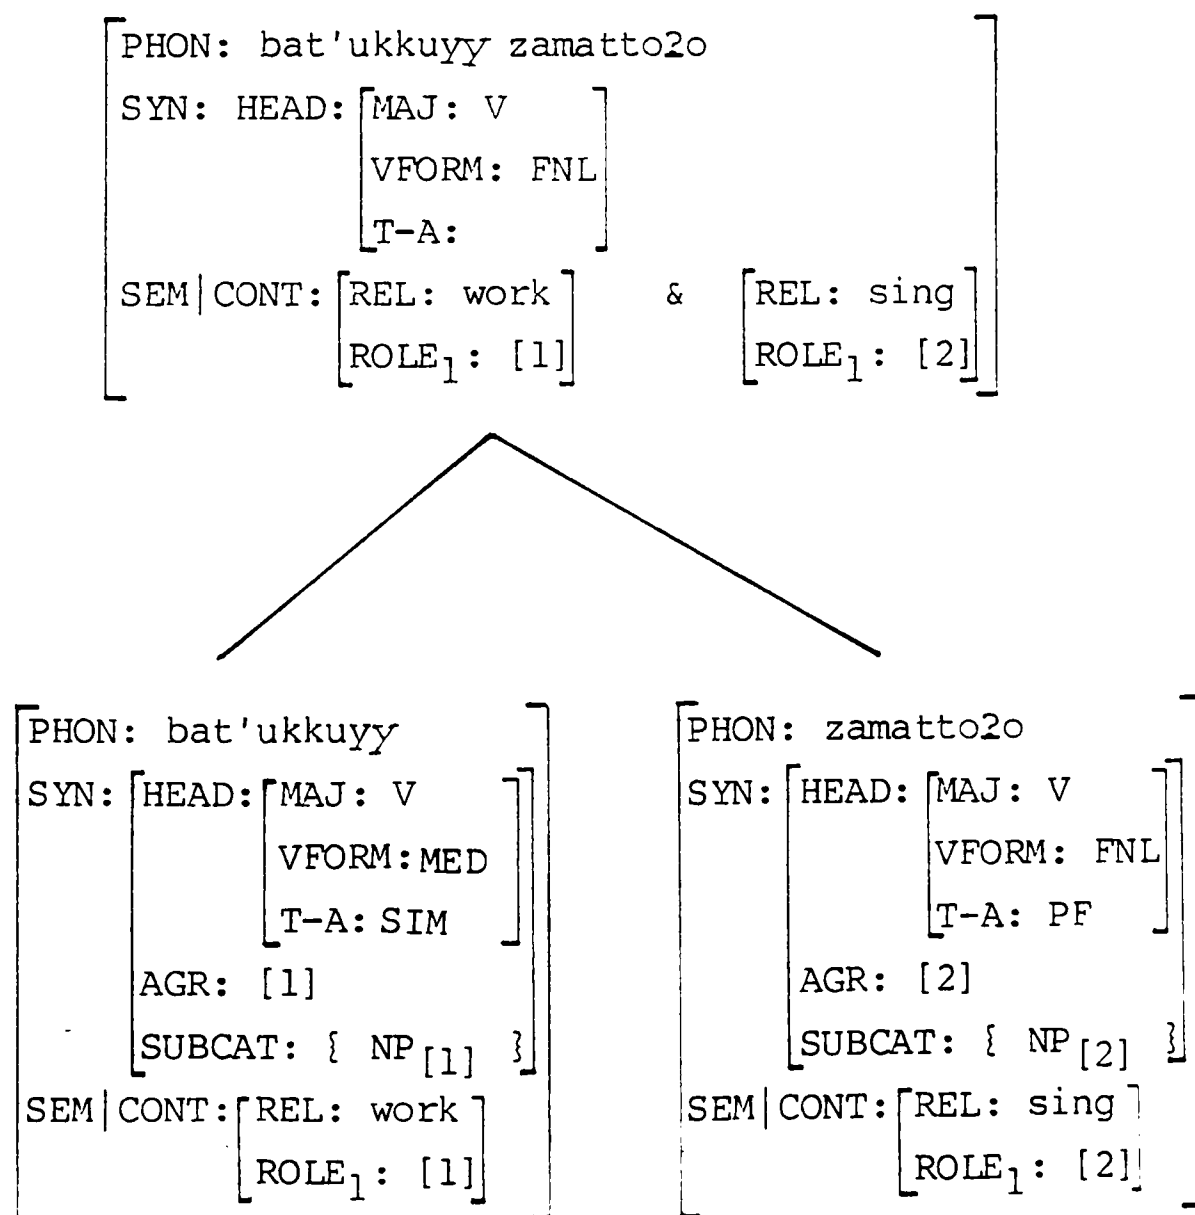 PHON: bat'ukkuyy zamatto2o
SYN: HEAD: [MAJ: V
VFORM: FNL
T-A: ]
SEM|CONT: [REL: work ROLE1: [1]] & [REL: sing ROLE1: [2]]
PHON: bat'ukkuyy
SYN: [HEAD: [MAJ: V
VFORM: MED
T-A: SIM]
AGR: [1]
SUBCAT: { NP[1] }]
SEM|CONT: [REL: work
ROLE1: [1]]
PHON: zamatto2o
SYN: [HEAD: [MAJ: V
VFORM: FNL
T-A: PF]
AGR: [2]
SUBCAT: { NP[2] }]
SEM|CONT: [REL: sing
ROLE1: [2]]